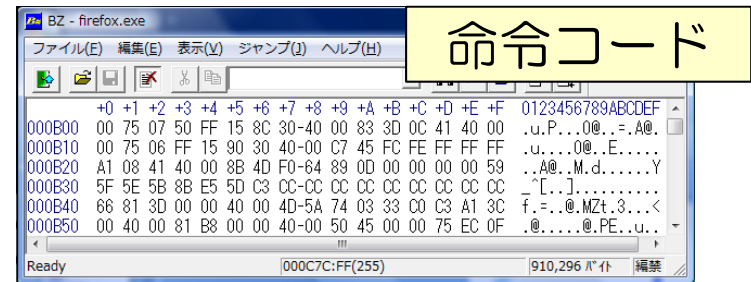 BZ - firefox.exe
命令コード
ファイル(F) 編集(E) 表示(V) ジャンプ(J) ヘルプ(H)
+0 +1 +2 +3 +4 +5 +6 +7 +8 +9 +A +B +C +D +E +F 0123456789ABCDEF
000B00 00 75 07 50 FF 15 8C 30-40 00 83 3D 0C 41 40 00 .u.P...0@..=.A@.
000B10 00 75 06 FF 15 90 30 40-00 C7 45 FC FE FF FF FF .u....0@..E.....
000B20 A1 08 41 40 00 8B 4D F0-64 89 0D 00 00 00 00 59 ..A@..M.d......Y
000B30 5F 5E 5B 8B E5 5D C3 CC-CC CC CC CC CC CC CC CC _^[..]..........
000B40 66 81 3D 00 00 40 00 4D-5A 74 03 33 C0 C3 A1 3C f.=..@.MZt.3...<
000B50 00 40 00 81 B8 00 00 40-00 50 45 00 00 75 EC 0F .@.....@.PE..u..
Ready 000C7C:FF(255) 910,296 バイト 編禁